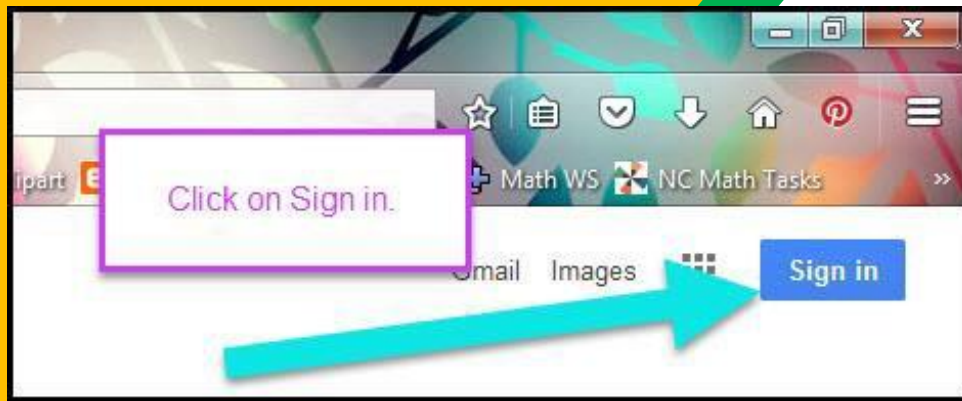 ipart Math WS NC Math Tasks »
Click on Sign in.
Gmail Images Sign in